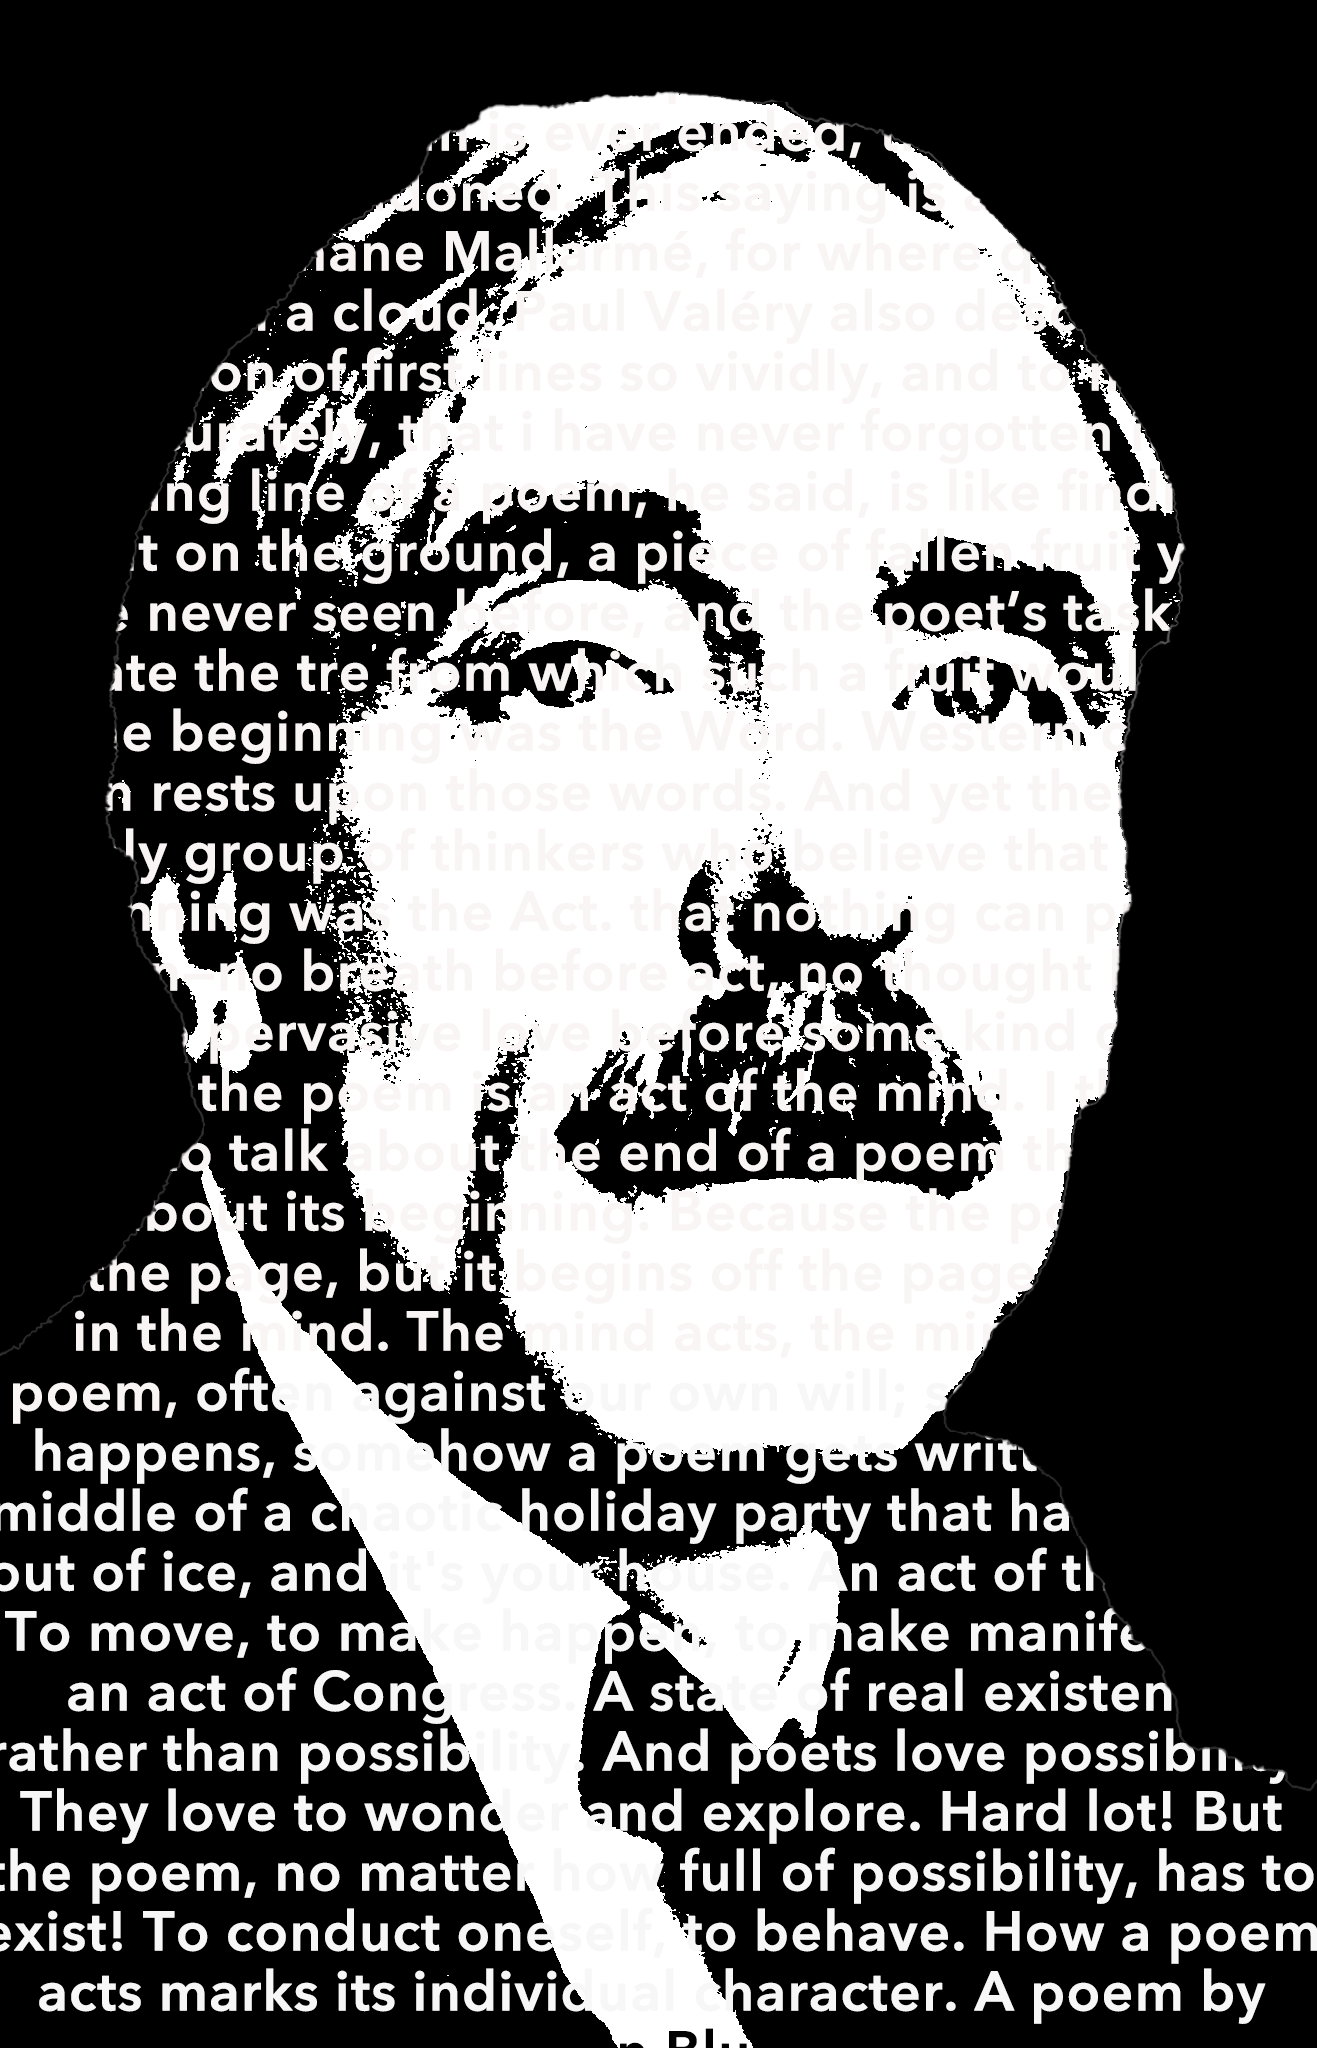 is ever ended,
doned. This saying is a
hane Mallarmé, for where q
a cloud. Paul Valéry also desc
on of first lines so vividly, and to m
urately, that i have never forgotten
ing line of a poem, he said, is like findi
t on the ground, a piece of fallen fruit y
e never seen before, and the poet's task
ate the tre from which such a fruit woul
e beginning was the Word. Western
n rests upon those words. And yet the
ly group of thinkers who believe that
nning was the Act. that nothing can p
no breath before act, no thought
pervasive love before some kind
the poem is an act of the mind. I t
o talk about the end of a poem th
bout its beginning. Because the po
the page, but it begins off the page
in the mind. The mind acts, the mi
poem, often against our own will; s
happens, somehow a poem gets writt
middle of a chaotic holiday party that ha
out of ice, and it's your house. An act of th
To move, to make happen, to make manife
an act of Congress. A state of real existen
rather than possibility. And poets love possibility
They love to wonder and explore. Hard lot! But
the poem, no matter how full of possibility, has to
exist! To conduct oneself, to behave. How a poem
acts marks its individual character. A poem by
n Blu